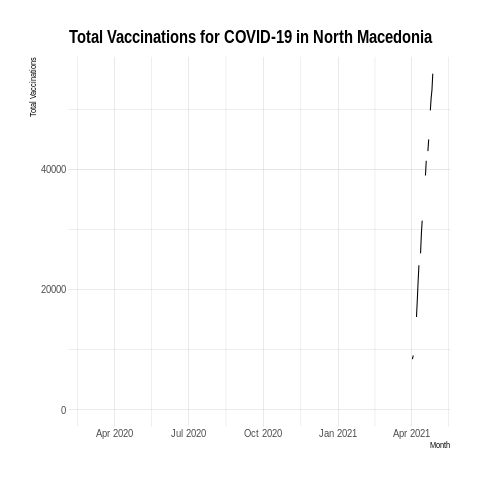 Total Vaccinations for COVID-19 in North Macedonia
Total Vaccinations
40000
20000
0
Apr 2020 Jul 2020 Oct 2020 Jan 2021 Apr 2021
Month